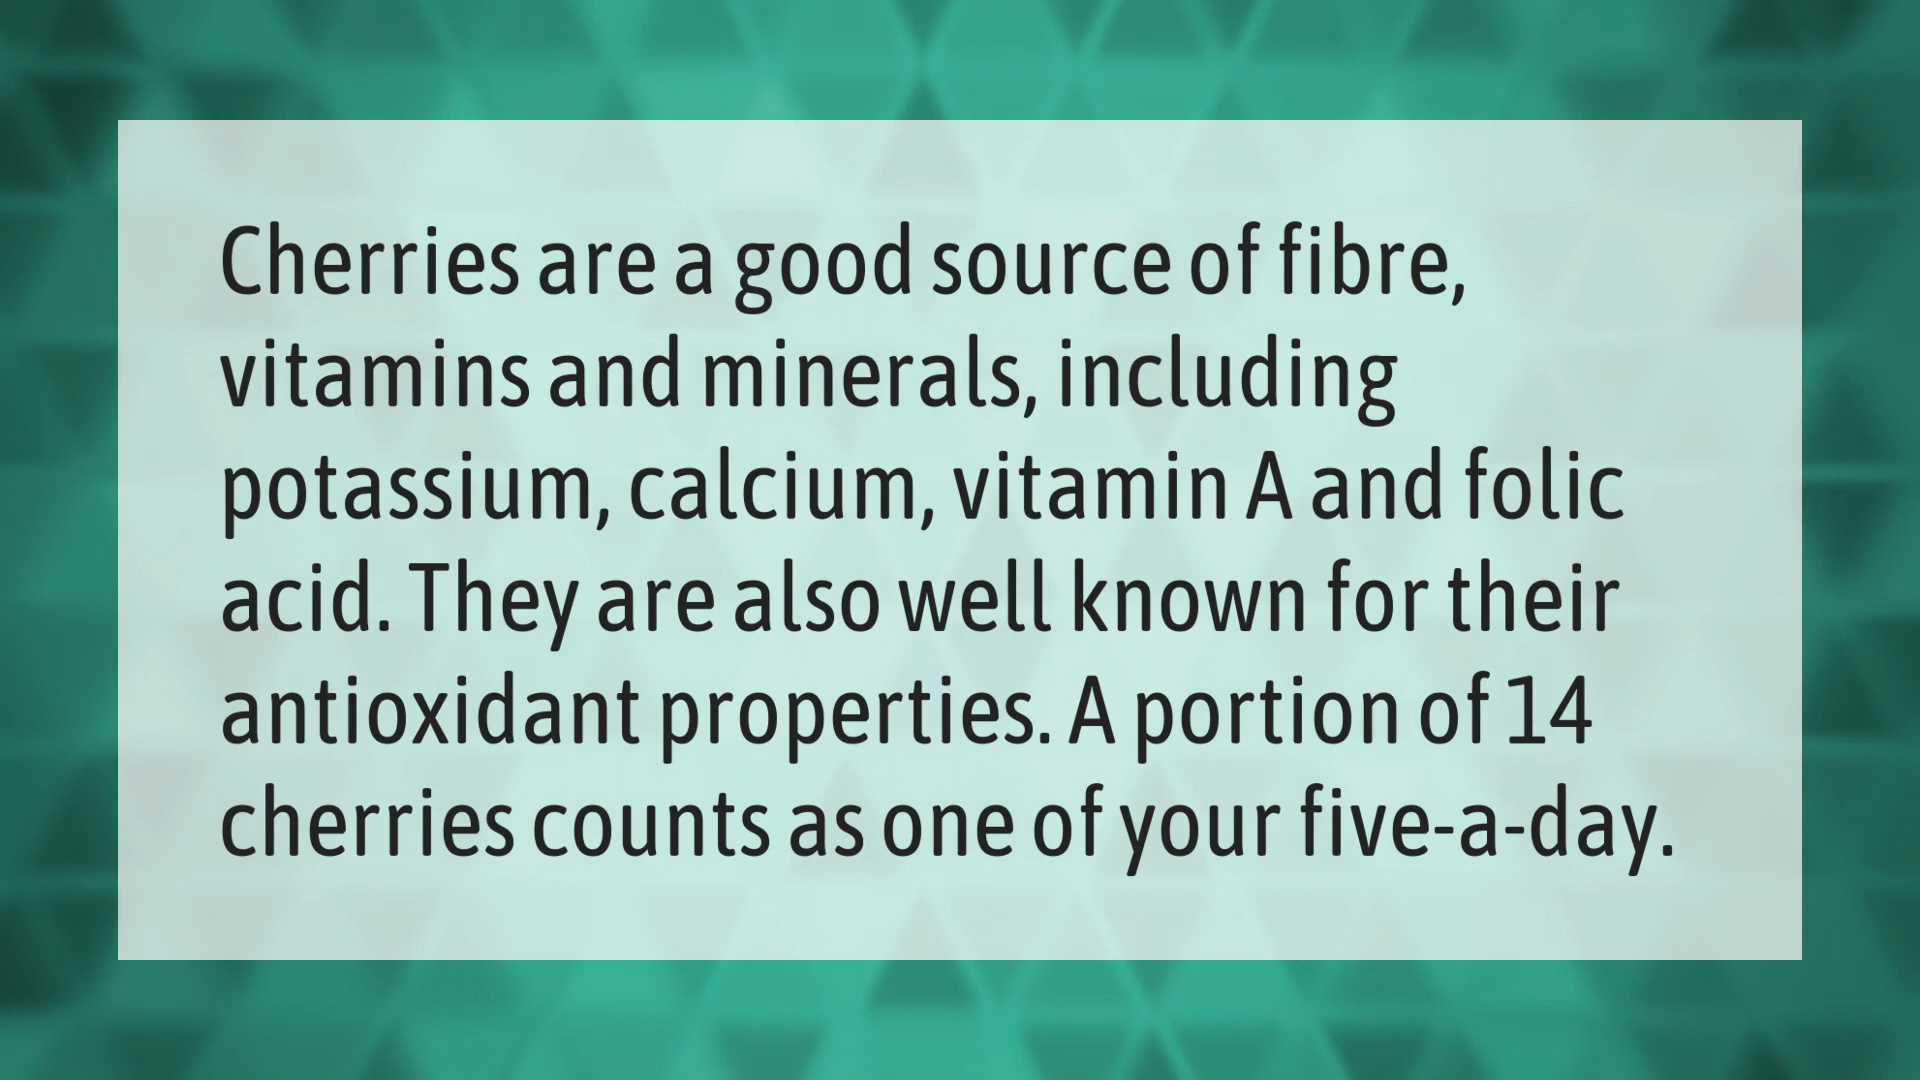 Cherries are a good source of fibre,
vitamins and minerals, including
potassium, calcium, vitamin A and folic
acid. They are also well known for their
antioxidant properties. A portion of 14
cherries counts as one of your five-a-day.